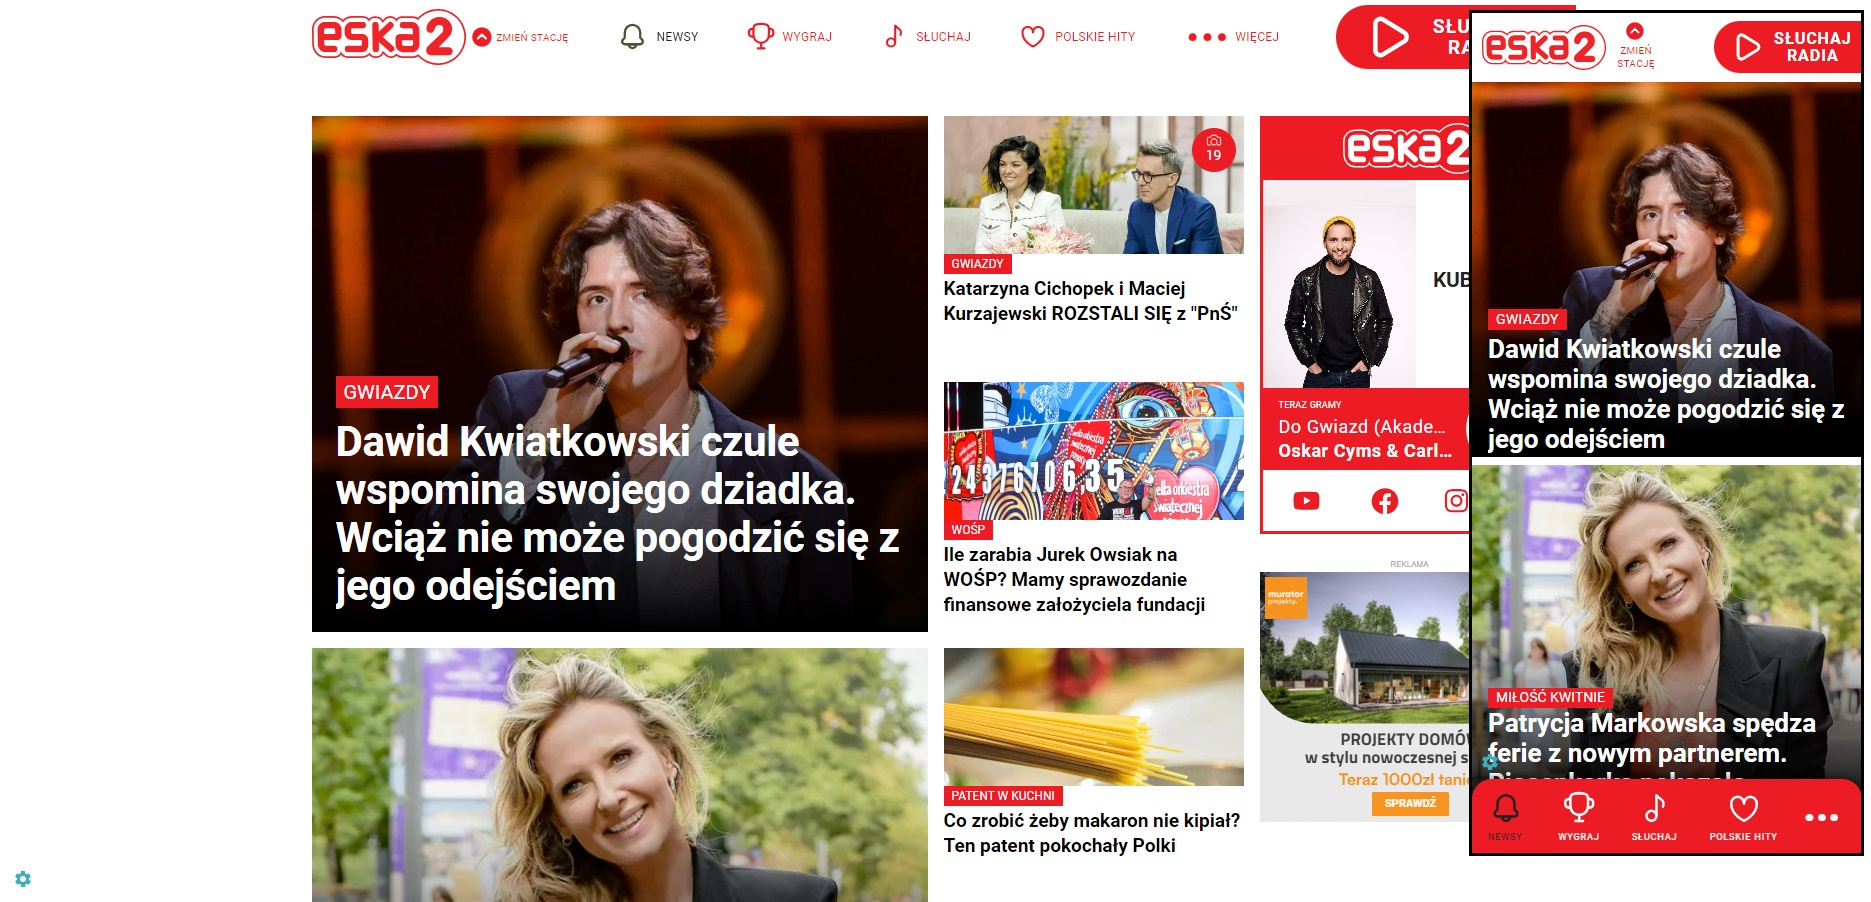 eska2
ZMIEŃ STACJĘ
NEWSY
WYGRAJ
SŁUCHAJ
POLSKIE HITY
WIĘCEJ
GWIAZDY
Dawid Kwiatkowski czule
wspomina swojego dziadka.
Wciąż nie może pogodzić się z
jego odejściem
19
GWIAZDY
Katarzyna Cichopek i Maciej
Kurzajewski ROZSTALI SIĘ z "PnŚ"
WOŚP
Ile zarabia Jurek Owsiak na
WOŚP? Mamy sprawozdanie
finansowe założyciela fundacji
PATENT W KUCHNI
Co zrobić żeby makaron nie kipiał?
Ten patent pokochały Polki
eska2
KUB
TERAZ GRAMY
Do Gwiazd (Akade...
Oskar Cyms & Carl...
REKLAMA
murator
projekty.
PROJEKTY DOMÓW
w stylu nowoczesnej s
Teraz 1000zł tanie
SPRAWDŹ
eska2
ZMIEŃ
STACJĘ
SŁUCHAJ
RADIA
GWIAZDY
Dawid Kwiatkowski czule
wspomina swojego dziadka.
Wciąż nie może pogodzić się z
jego odejściem
MIŁOŚĆ KWITNIE
Patrycja Markowska spędza
ferie z nowym partnerem.
NEWSY
WYGRAJ
SŁUCHAJ
POLSKIE HITY